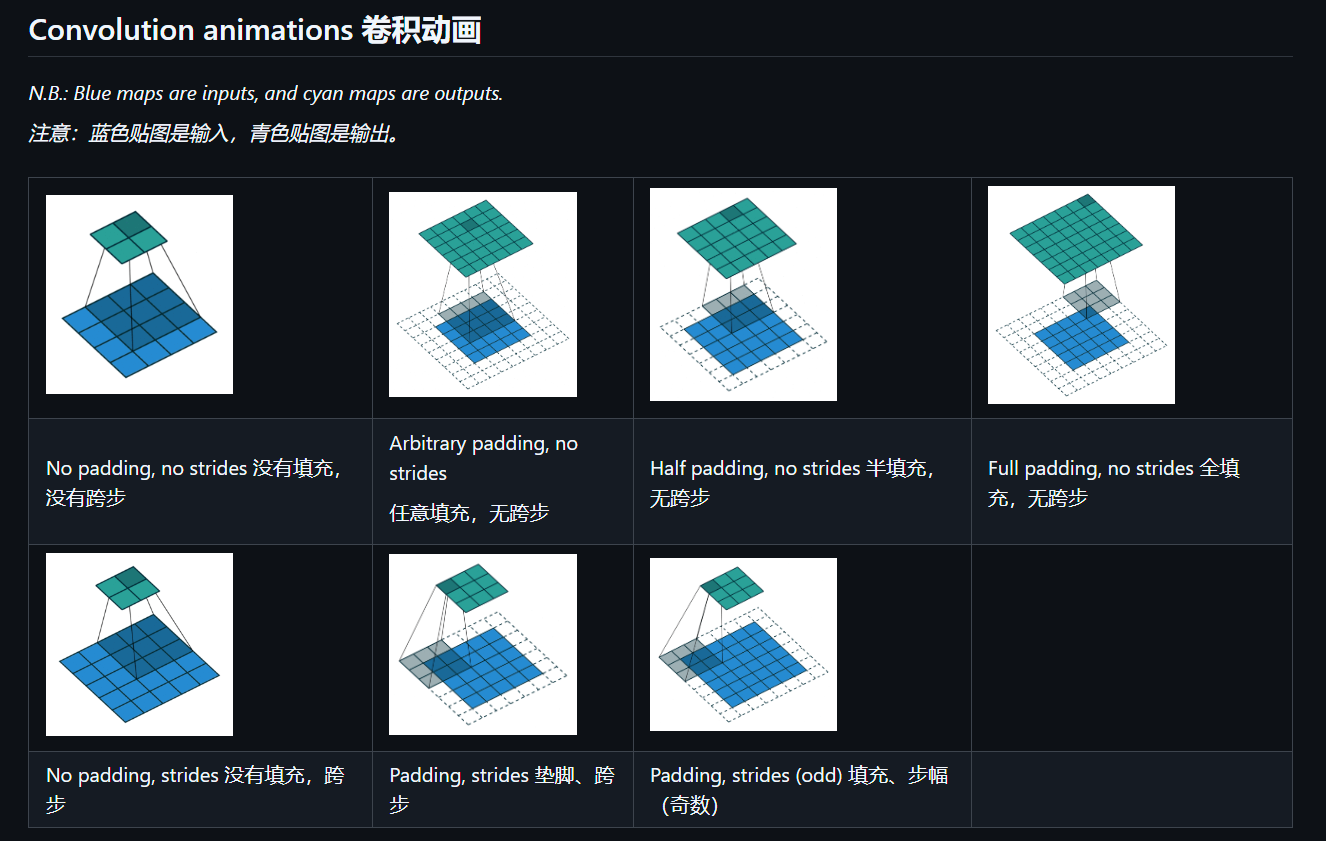 Convolution animations 卷积动画
N.B.: Blue maps are inputs, and cyan maps are outputs.
注意：蓝色贴图是输入，青色贴图是输出。
No padding, no strides 没有填充，
没有跨步
Arbitrary padding, no
strides
任意填充，无跨步
Half padding, no strides 半填充，
无跨步
Full padding, no strides 全填
充，无跨步
No padding, strides 没有填充，跨
步
Padding, strides 垫脚、跨
步
Padding, strides (odd) 填充、步幅
（奇数）